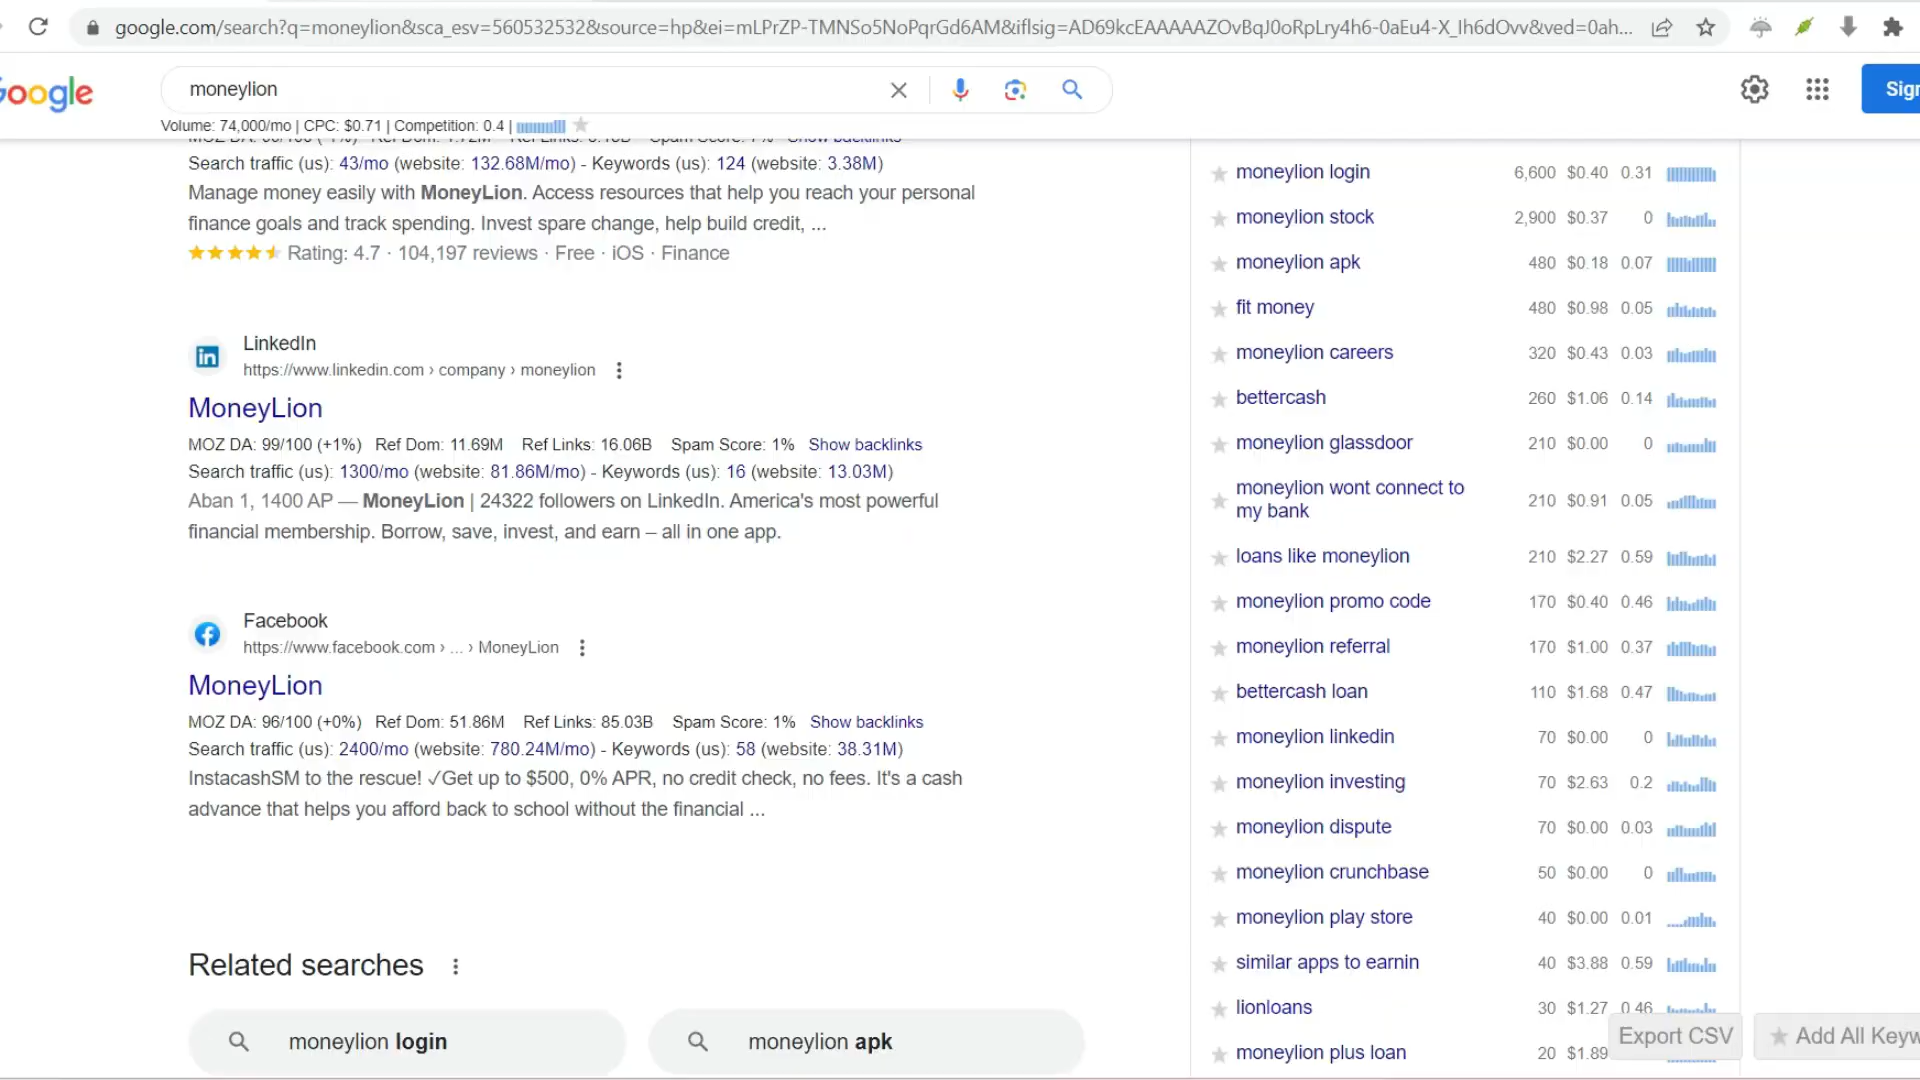 google.com/search?q=moneylion&sca_esv=560532532&source=hp&ei=mLPrZP-TMNSo5NoPqrGd6AM&iflsig=AD69kcEAAAAAZOvBqJ0oRpLry4h6-0aEu4-X_Ih6dOvv&ved=0ah...
Google
moneylion
Sign
Volume: 74,000/mo | CPC: $0.71 | Competition: 0.4 |
Show backlinks
Search traffic (us): 43/mo (website: 132.68M/mo) - Keywords (us): 124 (website: 3.38M)
Manage money easily with MoneyLion. Access resources that help you reach your personal
finance goals and track spending. Invest spare change, help build credit, ...
Rating: 4.7 · 104,197 reviews · Free · iOS · Finance
LinkedIn
https://www.linkedin.com › company › moneylion
MoneyLion
MOZ DA: 99/100 (+1%) Ref Dom: 11.69M Ref Links: 16.06B Spam Score: 1% Show backlinks
Search traffic (us): 1300/mo (website: 81.86M/mo) - Keywords (us): 16 (website: 13.03M)
Aban 1, 1400 AP — MoneyLion | 24322 followers on LinkedIn. America's most powerful
financial membership. Borrow, save, invest, and earn – all in one app.
Facebook
https://www.facebook.com › ... › MoneyLion
MoneyLion
MOZ DA: 96/100 (+0%) Ref Dom: 51.86M Ref Links: 85.03B Spam Score: 1% Show backlinks
Search traffic (us): 2400/mo (website: 780.24M/mo) - Keywords (us): 58 (website: 38.31M)
InstacashSM to the rescue! ✓Get up to $500, 0% APR, no credit check, no fees. It's a cash
advance that helps you afford back to school without the financial ...
Related searches
moneylion login
moneylion apk
moneylion login 6,600 $0.40 0.31
moneylion stock 2,900 $0.37 0
moneylion apk 480 $0.18 0.07
fit money 480 $0.98 0.05
moneylion careers 320 $0.43 0.03
bettercash 260 $1.06 0.14
moneylion glassdoor 210 $0.00 0
moneylion wont connect to
my bank 210 $0.91 0.05
loans like moneylion 210 $2.27 0.59
moneylion promo code 170 $0.40 0.46
moneylion referral 170 $1.00 0.37
bettercash loan 110 $1.68 0.47
moneylion linkedin 70 $0.00 0
moneylion investing 70 $2.63 0.2
moneylion dispute 70 $0.00 0.03
moneylion crunchbase 50 $0.00 0
moneylion play store 40 $0.00 0.01
similar apps to earnin 40 $3.88 0.59
lionloans 30 $1.27 0.46
moneylion plus loan 20 $1.89
Export CSV
Add All Keyw